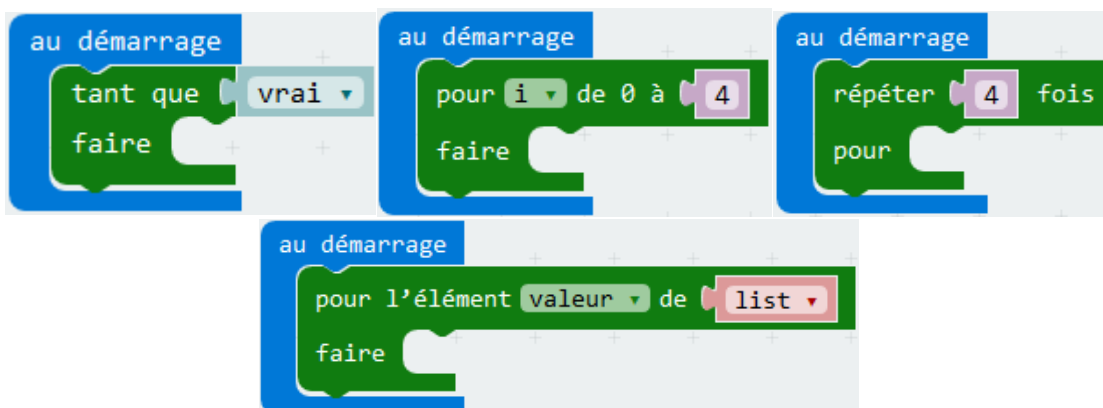 au démarrage
tant que vrai
faire
au démarrage
pour i de 0 à 4
faire
au démarrage
répéter 4 fois
pour
au démarrage
pour l'élément valeur de list
faire